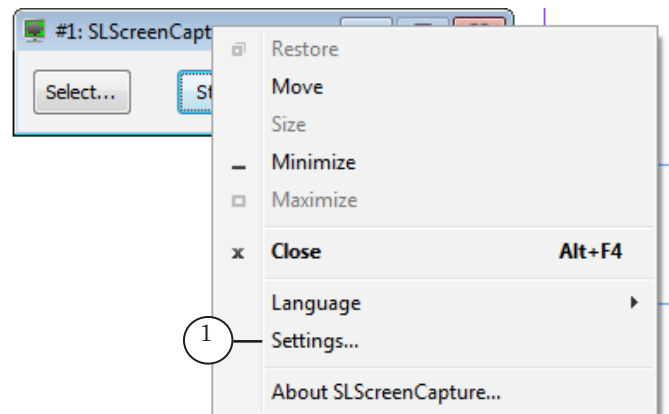 #1: SLScreenCapt
Select...
St
Restore
Move
Size
Minimize
Maximize
Close Alt+F4
Language
1
Settings...
About SLScreenCapture...